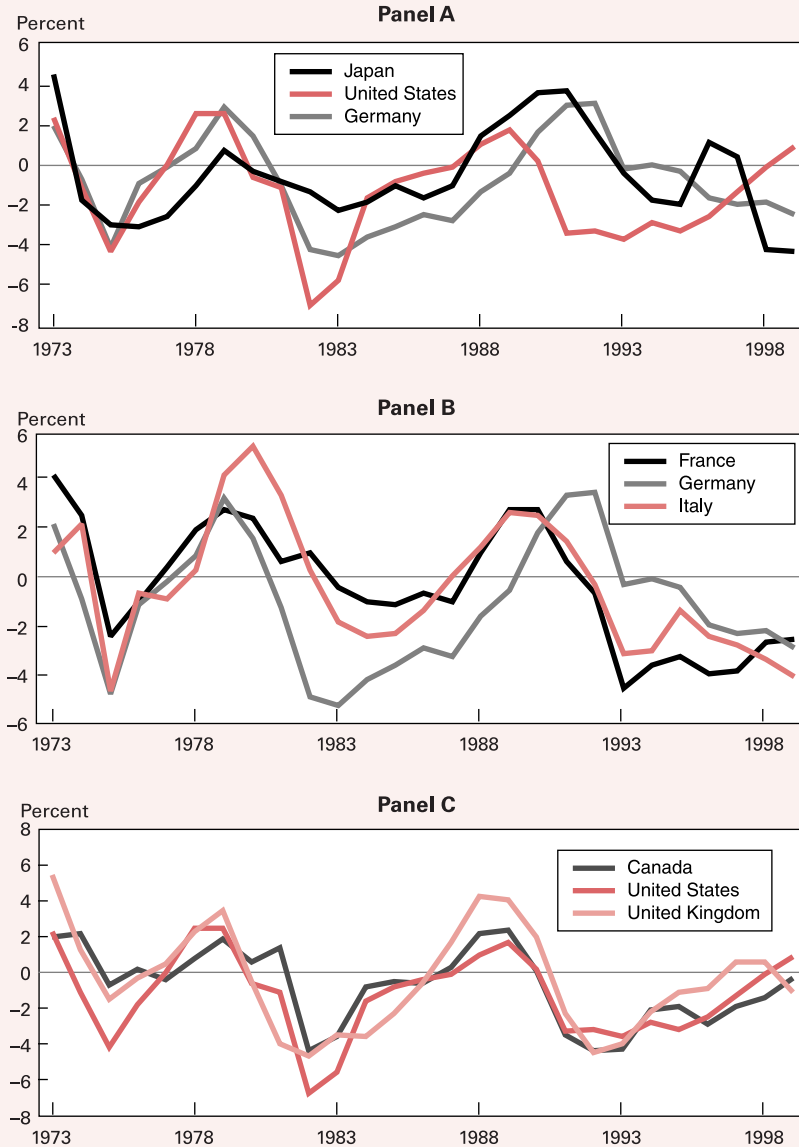 Panel A
Percent
6
4
2
0
-2
-4
-6
-8
Japan
United States
Germany
1973 1978 1983 1988 1993 1998
Panel B
Percent
6
4
2
0
–2
–4
–6
France
Germany
Italy
1973 1978 1983 1988 1993 1998
Panel C
Percent
8
6
4
2
0
–2
–4
–6
–8
Canada
United States
United Kingdom
1973 1978 1983 1988 1993 1998